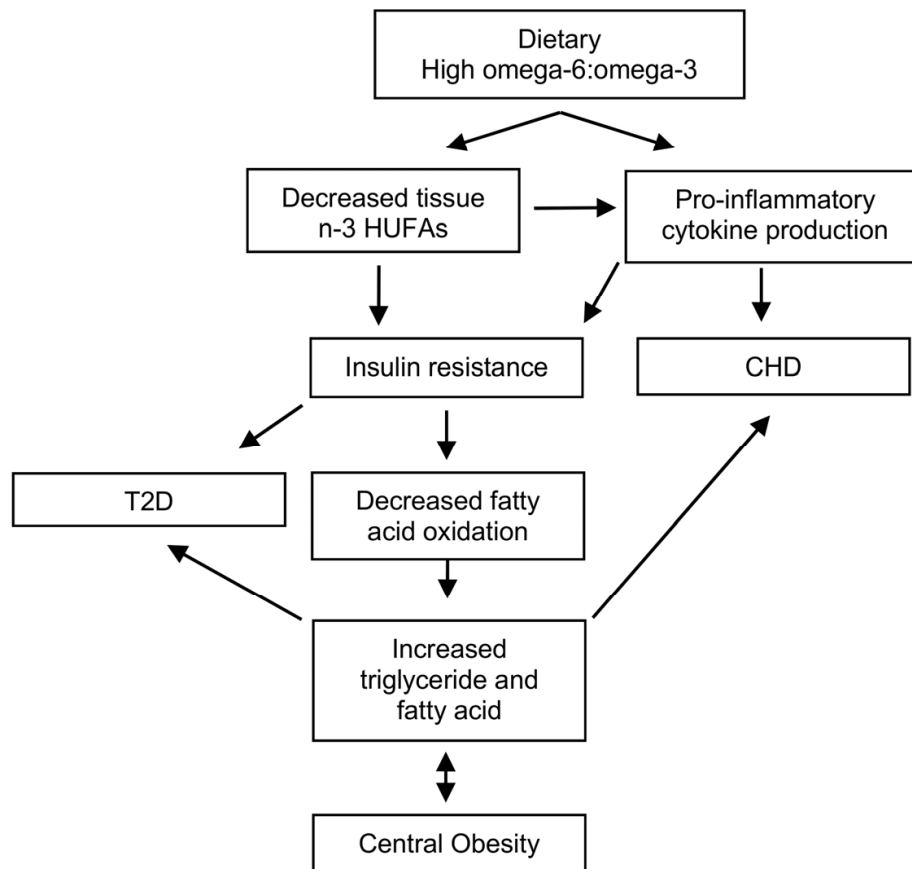 Dietary
High omega-6:omega-3
Decreased tissue
n-3 HUFAs
Pro-inflammatory
cytokine production
Insulin resistance
CHD
T2D
Decreased fatty
acid oxidation
Increased
triglyceride and
fatty acid
Central Obesity